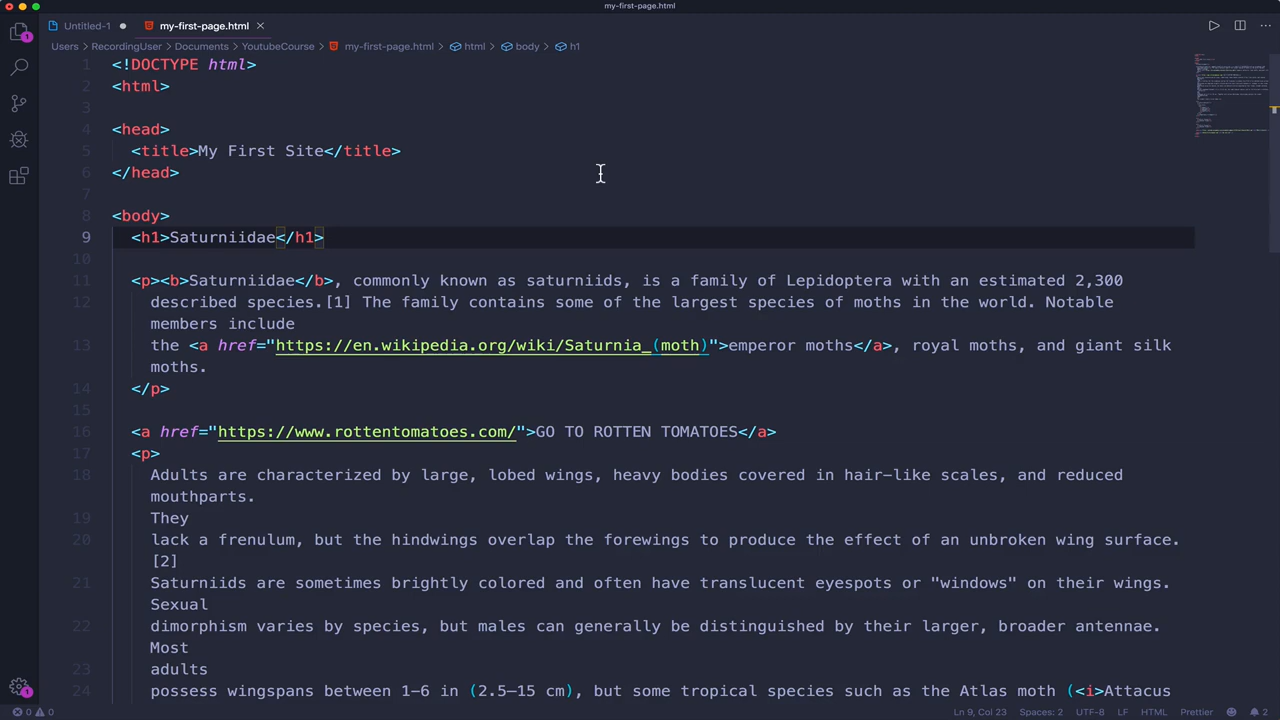 my-first-page.html
Untitled-1
my-first-page.html
Users
RecordingUser
Documents
YoutubeCourse
my-first-page.html
html
body
h1
1 <!DOCTYPE html>
2 <html>
3
4 <head>
5 <title>My First Site</title>
6 </head>
7
8 <body>
9 <h1>Saturniidae</h1>
10
11 <p><b>Saturniidae</b>, commonly known as saturniids, is a family of Lepidoptera with an estimated 2,300
12 described species.[1] The family contains some of the largest species of moths in the world. Notable
members include
13 the <a href="https://en.wikipedia.org/wiki/Saturnia_(moth)">emperor moths</a>, royal moths, and giant silk
moths.
14 </p>
15
16 <a href="https://www.rottentomatoes.com/">GO TO ROTTEN TOMATOES</a>
17 <p>
18 Adults are characterized by large, lobed wings, heavy bodies covered in hair-like scales, and reduced
mouthparts.
19 They
20 lack a frenulum, but the hindwings overlap the forewings to produce the effect of an unbroken wing surface.
[2]
21 Saturniids are sometimes brightly colored and often have translucent eyespots or "windows" on their wings.
Sexual
22 dimorphism varies by species, but males can generally be distinguished by their larger, broader antennae.
Most
23 adults
24 possess wingspans between 1–6 in (2.5–15 cm), but some tropical species such as the Atlas moth (<i>Attacus
1
1
0 0
Ln 9, Col 23
Spaces: 2
UTF-8
LF
HTML
Prettier
2